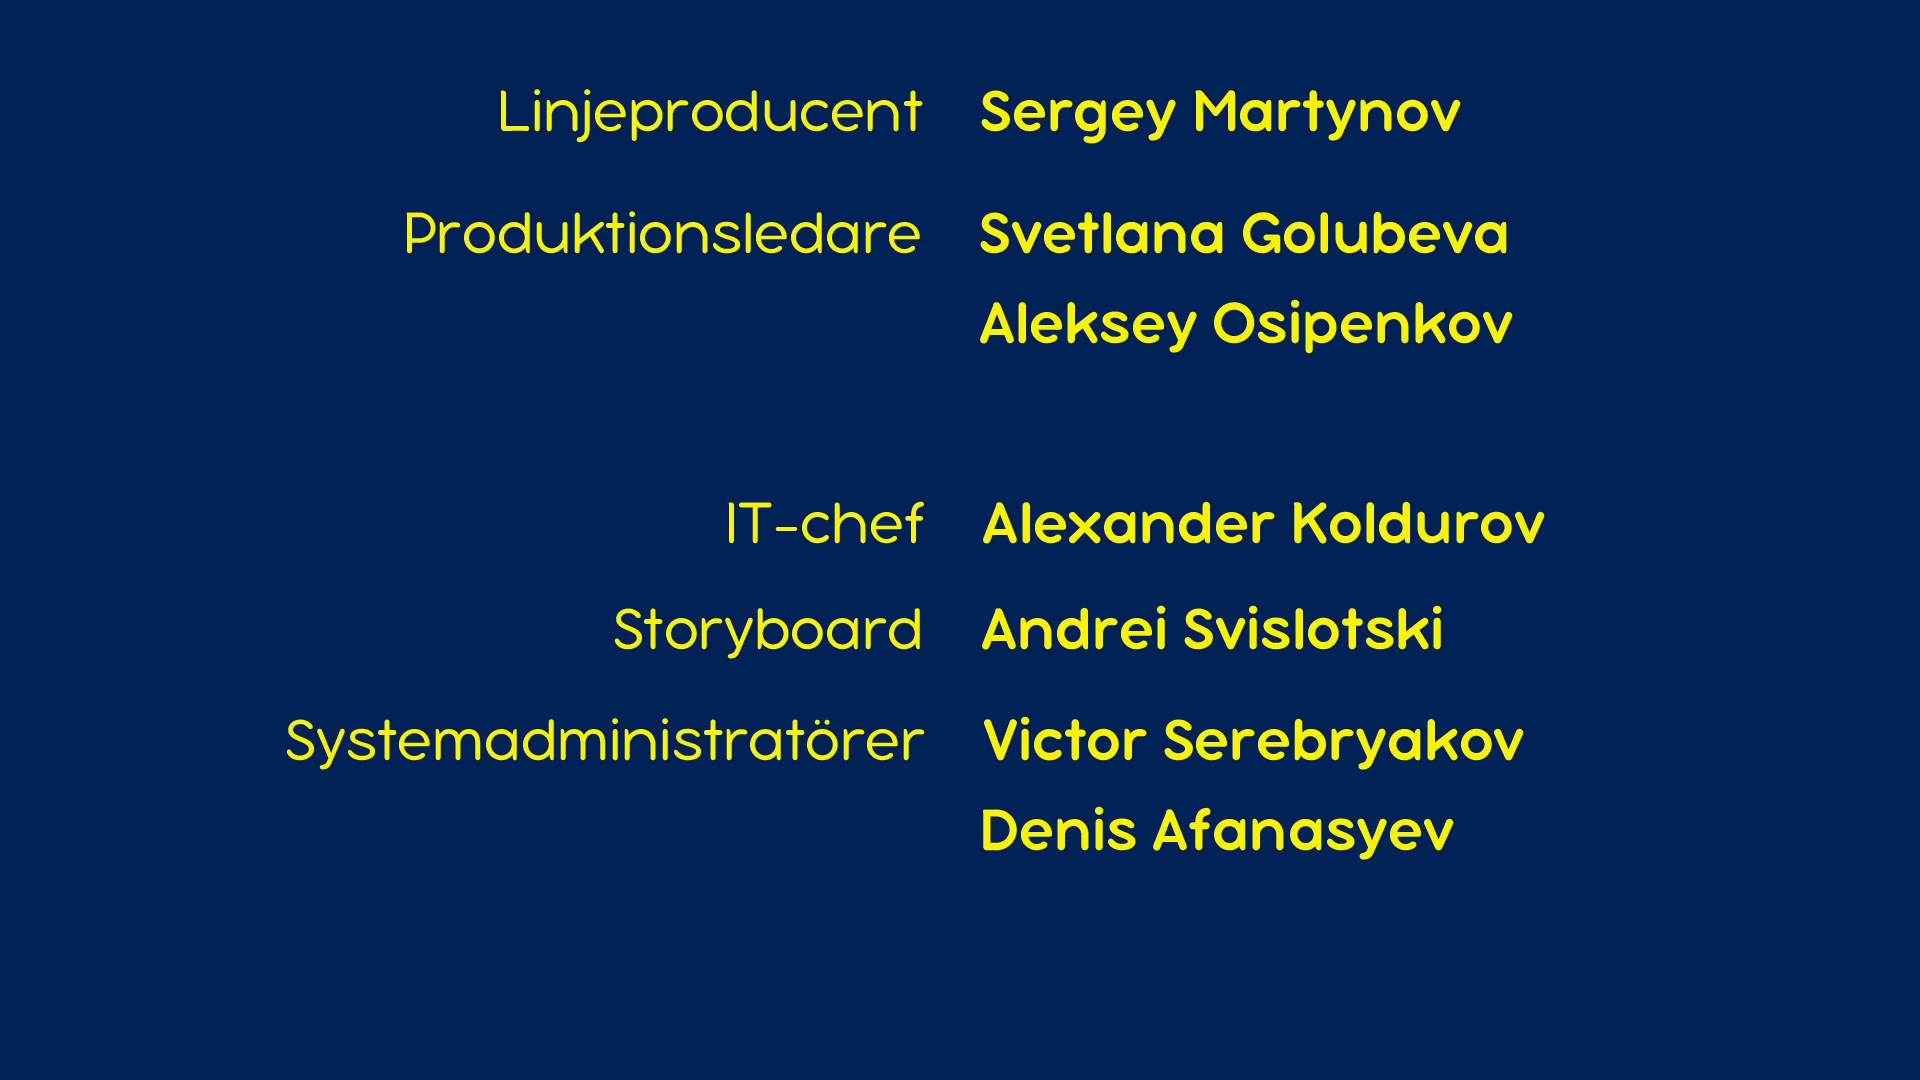 Linjeproducent Sergey Martynov
Produktionsledare Svetlana Golubeva
Aleksey Osipenkov
IT-chef Alexander Koldurov
Storyboard Andrei Svislotski
Systemadministratörer Victor Serebryakov
Denis Afanasyev